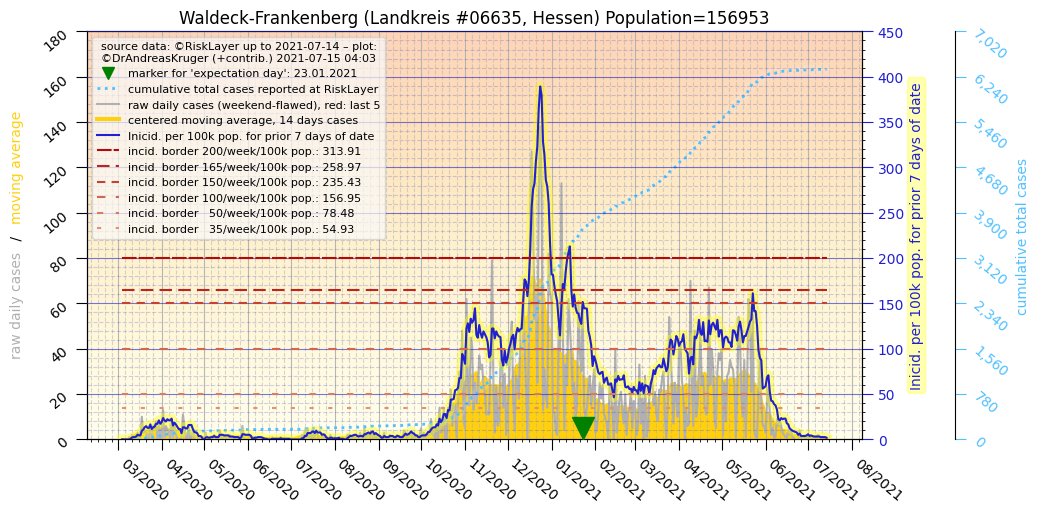 Waldeck-Frankenberg (Landkreis #06635, Hessen) Population=156953
source data: ©RiskLayer up to 2021-07-14 – plot:
©DrAndreasKruger (+contrib.) 2021-07-15 04:03
marker for 'expectation day': 23.01.2021
cumulative total cases reported at RiskLayer
raw daily cases (weekend-flawed), red: last 5
centered moving average, 14 days cases
Inicid. per 100k pop. for prior 7 days of date
incid. border 200/week/100k pop.: 313.91
incid. border 165/week/100k pop.: 258.97
incid. border 150/week/100k pop.: 235.43
incid. border 100/week/100k pop.: 156.95
incid. border 50/week/100k pop.: 78.48
incid. border 35/week/100k pop.: 54.93
raw daily cases / moving average
180
160
140
120
100
80
60
40
20
0
03/2020
04/2020
05/2020
06/2020
07/2020
08/2020
09/2020
10/2020
11/2020
12/2020
01/2021
02/2021
03/2021
04/2021
05/2021
06/2021
07/2021
08/2021
450
400
350
300
250
200
150
100
50
0
Inicid. per 100k pop. for prior 7 days of date
7,020
6,240
5,460
4,680
3,900
3,120
2,340
1,560
780
0
cumulative total cases